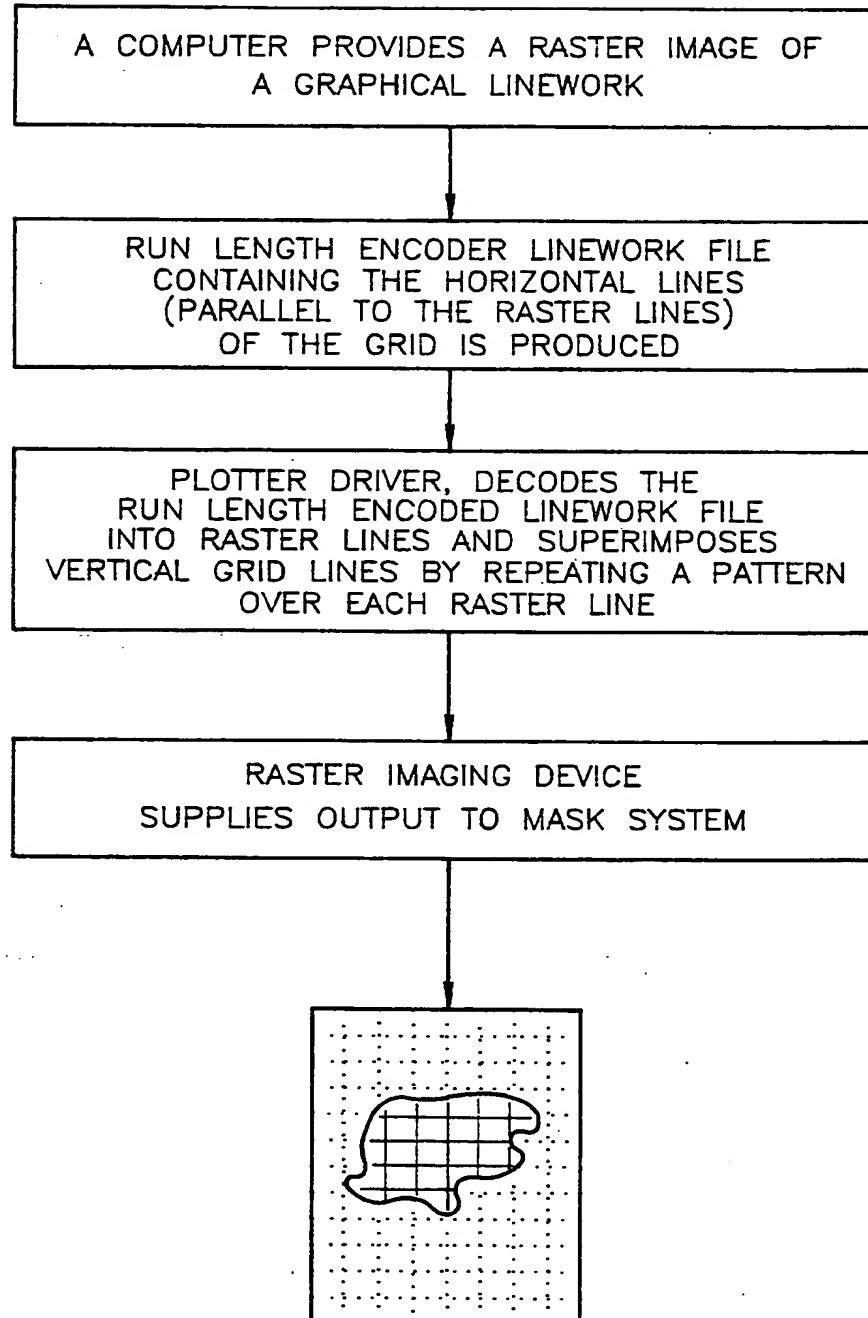 A COMPUTER PROVIDES A RASTER IMAGE OF
A GRAPHICAL LINEWORK
RUN LENGTH ENCODER LINEWORK FILE
CONTAINING THE HORIZONTAL LINES
(PARALLEL TO THE RASTER LINES)
OF THE GRID IS PRODUCED
PLOTTER DRIVER, DECODES THE
RUN LENGTH ENCODED LINEWORK FILE
INTO RASTER LINES AND SUPERIMPOSES
VERTICAL GRID LINES BY REPEATING A PATTERN
OVER EACH RASTER LINE
RASTER IMAGING DEVICE
SUPPLIES OUTPUT TO MASK SYSTEM